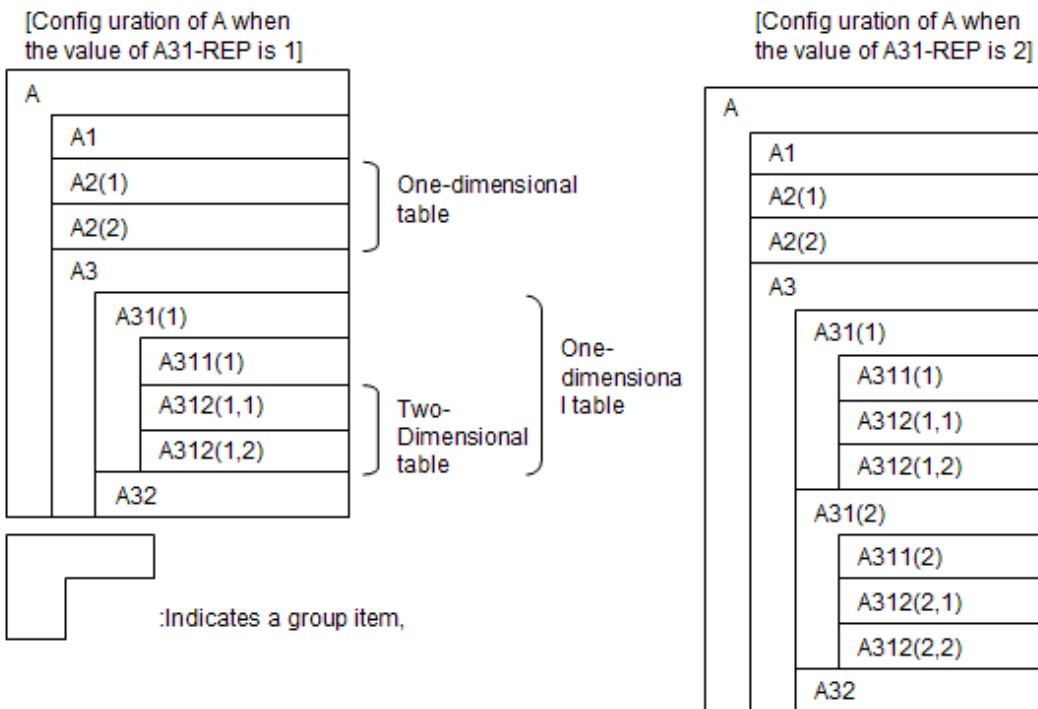 [Config uration of A when
the value of A31-REP is 1]
A
A1
A2(1)
A2(2)
One-dimensional
table
A3
A31(1)
A311(1)
A312(1,1)
A312(1,2)
Two-
Dimensional
table
One-
dimensiona
l table
A32
:Indicates a group item,
[Config uration of A when
the value of A31-REP is 2]
A
A1
A2(1)
A2(2)
A3
A31(1)
A311(1)
A312(1,1)
A312(1,2)
A31(2)
A311(2)
A312(2,1)
A312(2,2)
A32